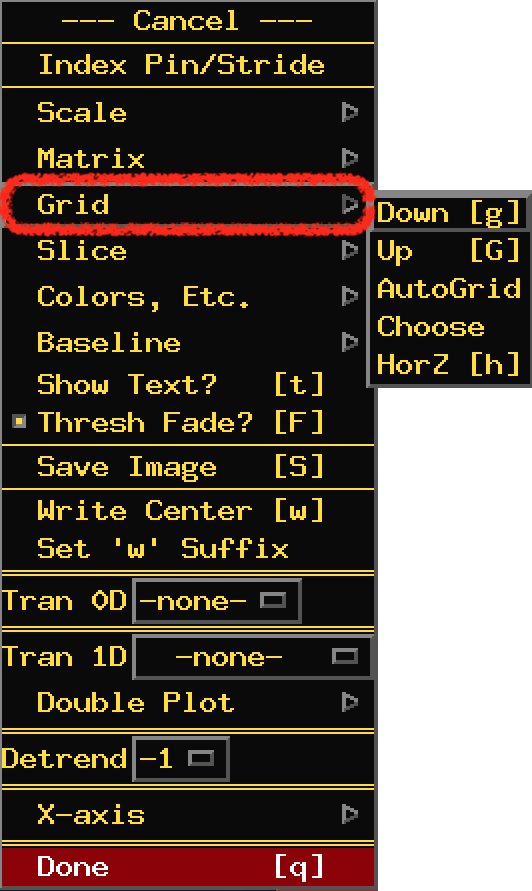 --- Cancel ---
Index Pin/Stride
Scale
Matrix
Grid
Down [g]
Up [G]
AutoGrid
Choose
HorZ [h]
Slice
Colors, Etc.
Baseline
Show Text? [t]
Thresh Fade? [F]
Save Image [S]
Write Center [w]
Set 'w' Suffix
Tran 0D -none-
Tran 1D -none-
Double Plot
Detrend -1
X-axis
Done [q]